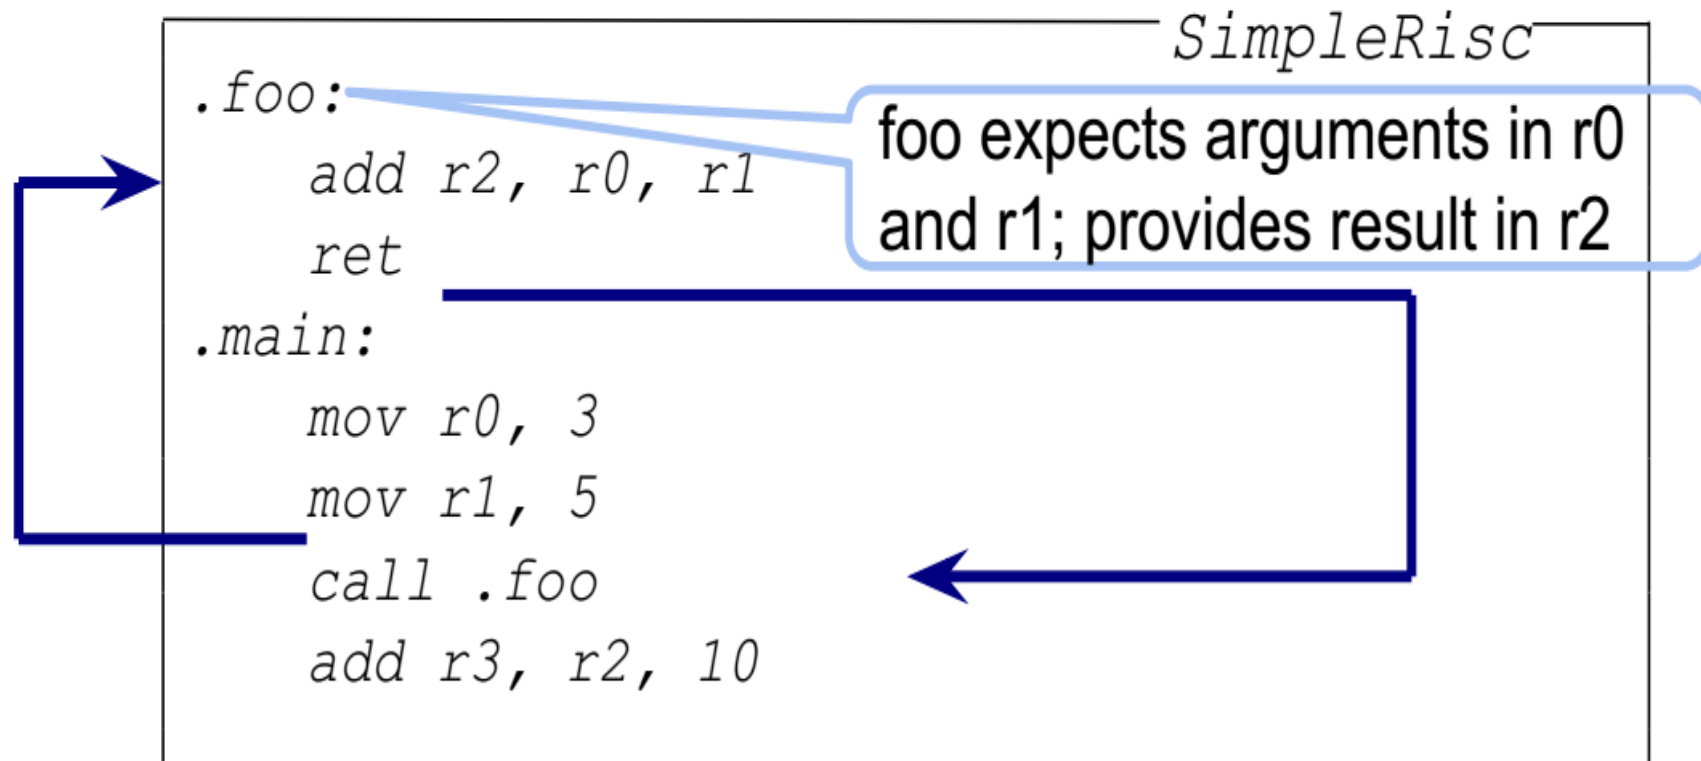 SimpleRisc
.foo:
foo expects arguments in r0
and r1; provides result in r2
add r2, r0, r1
ret
.main:
mov r0, 3
mov r1, 5
call .foo
add r3, r2, 10